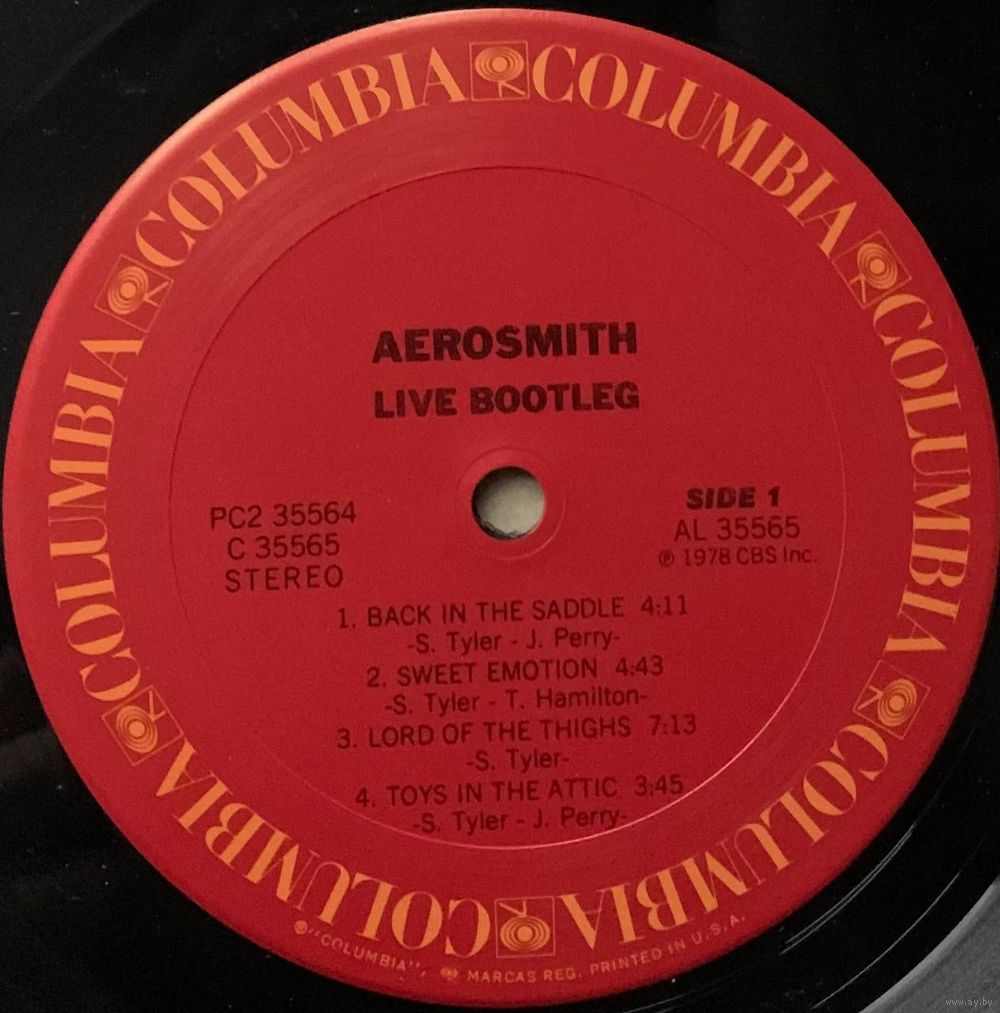 COLUMBIA COLUMBIA COLUMBIA COLUMBIA COLUMBIA COLUMBIA COLUMBIA COLUMBIA
AEROSMITH
LIVE BOOTLEG
PC2 35564
C 35565
STEREO
SIDE 1
AL 35565
℗ 1978 CBS Inc.
1. BACK IN THE SADDLE 4:11
-S. Tyler - J. Perry-
2. SWEET EMOTION 4:43
-S. Tyler - T. Hamilton-
3. LORD OF THE THIGHS 7:13
-S. Tyler-
4. TOYS IN THE ATTIC 3:45
-S. Tyler - J. Perry-
®"COLUMBIA", MARCAS REG. PRINTED IN U.S.A.
www.ay.by